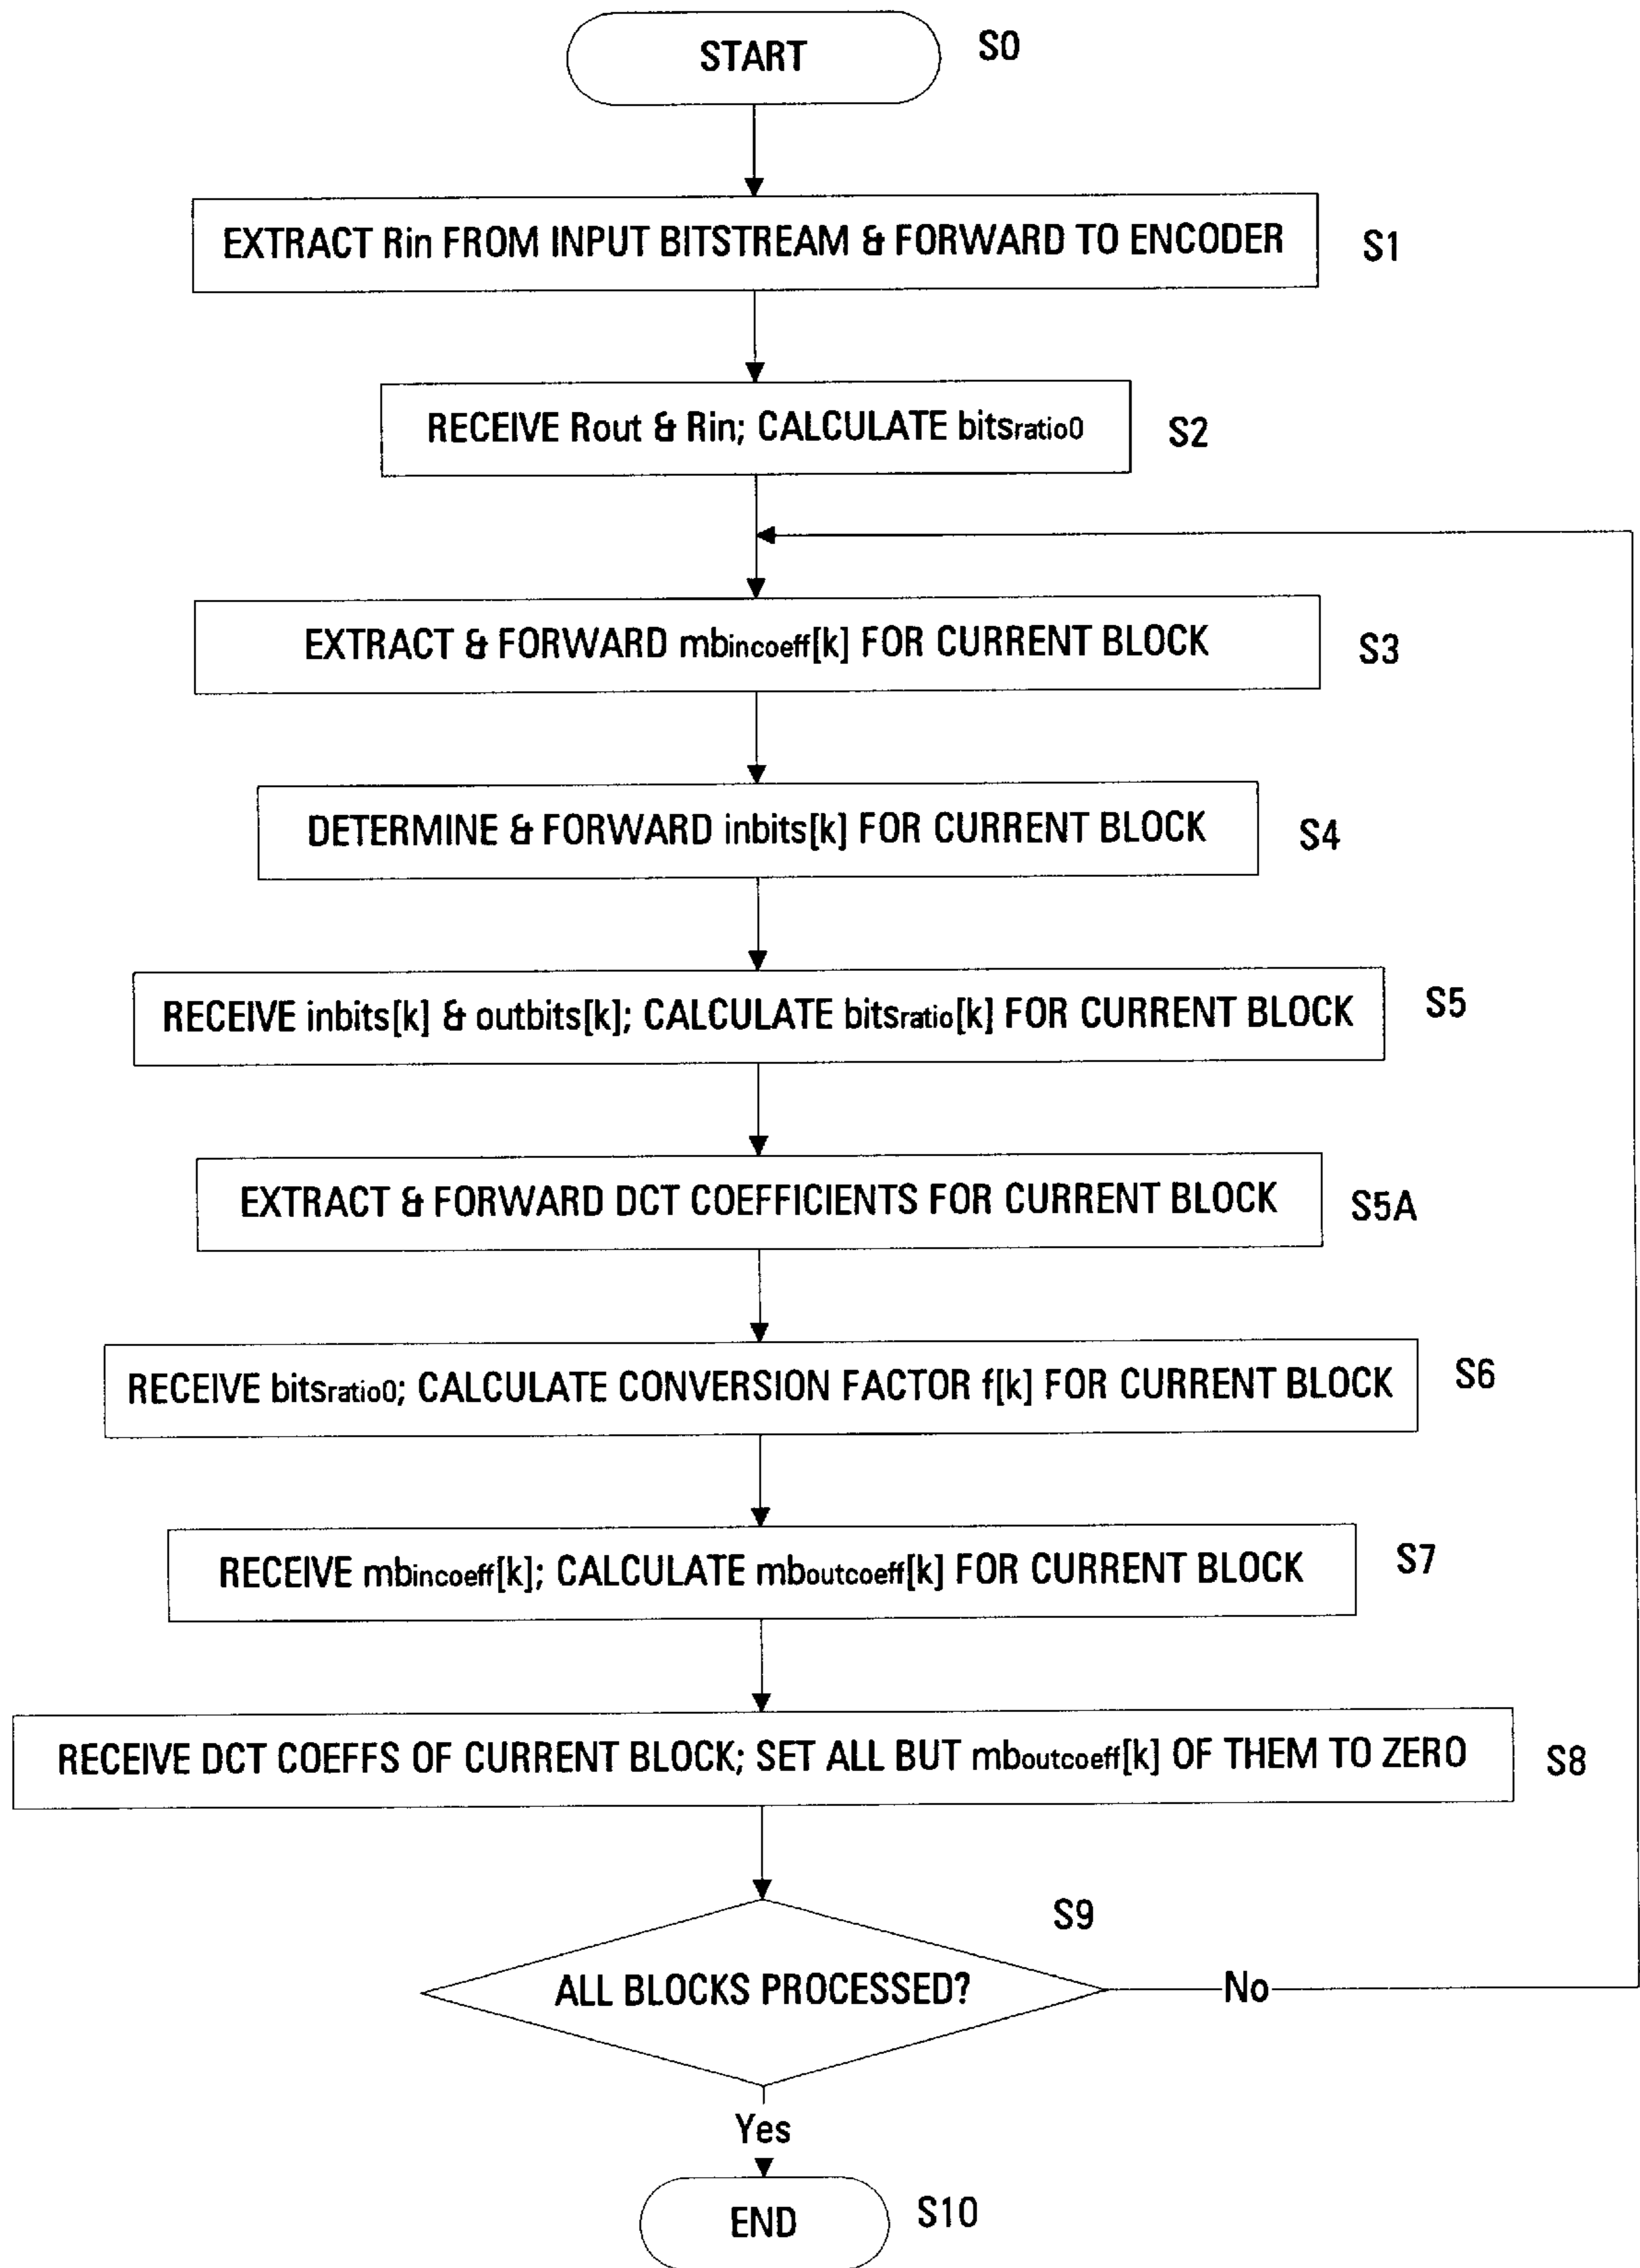 START
S0
EXTRACT Rin FROM INPUT BITSTREAM & FORWARD TO ENCODER
S1
RECEIVE Rout & Rin; CALCULATE bitsratio0
S2
EXTRACT & FORWARD mbincoeff[k] FOR CURRENT BLOCK
S3
DETERMINE & FORWARD inbits[k] FOR CURRENT BLOCK
S4
RECEIVE inbits[k] & outbits[k]; CALCULATE bitsratio[k] FOR CURRENT BLOCK
S5
EXTRACT & FORWARD DCT COEFFICIENTS FOR CURRENT BLOCK
S5A
RECEIVE bitsratio0; CALCULATE CONVERSION FACTOR f[k] FOR CURRENT BLOCK
S6
RECEIVE mbincoeff[k]; CALCULATE mboutcoeff[k] FOR CURRENT BLOCK
S7
RECEIVE DCT COEFFS OF CURRENT BLOCK; SET ALL BUT mboutcoeff[k] OF THEM TO ZERO
S8
S9
ALL BLOCKS PROCESSED?
No
Yes
END
S10